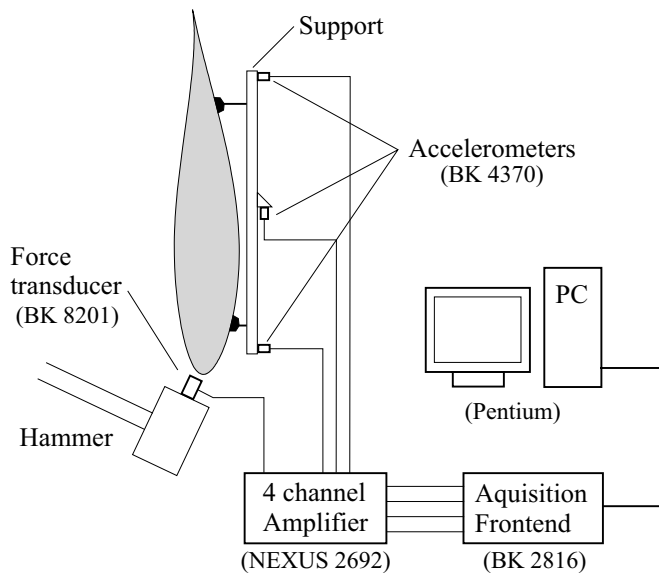 Support
Accelerometers
(BK 4370)
Force
transducer
(BK 8201)
PC
(Pentium)
Hammer
4 channel
Amplifier
(NEXUS 2692)
Aquisition
Frontend
(BK 2816)